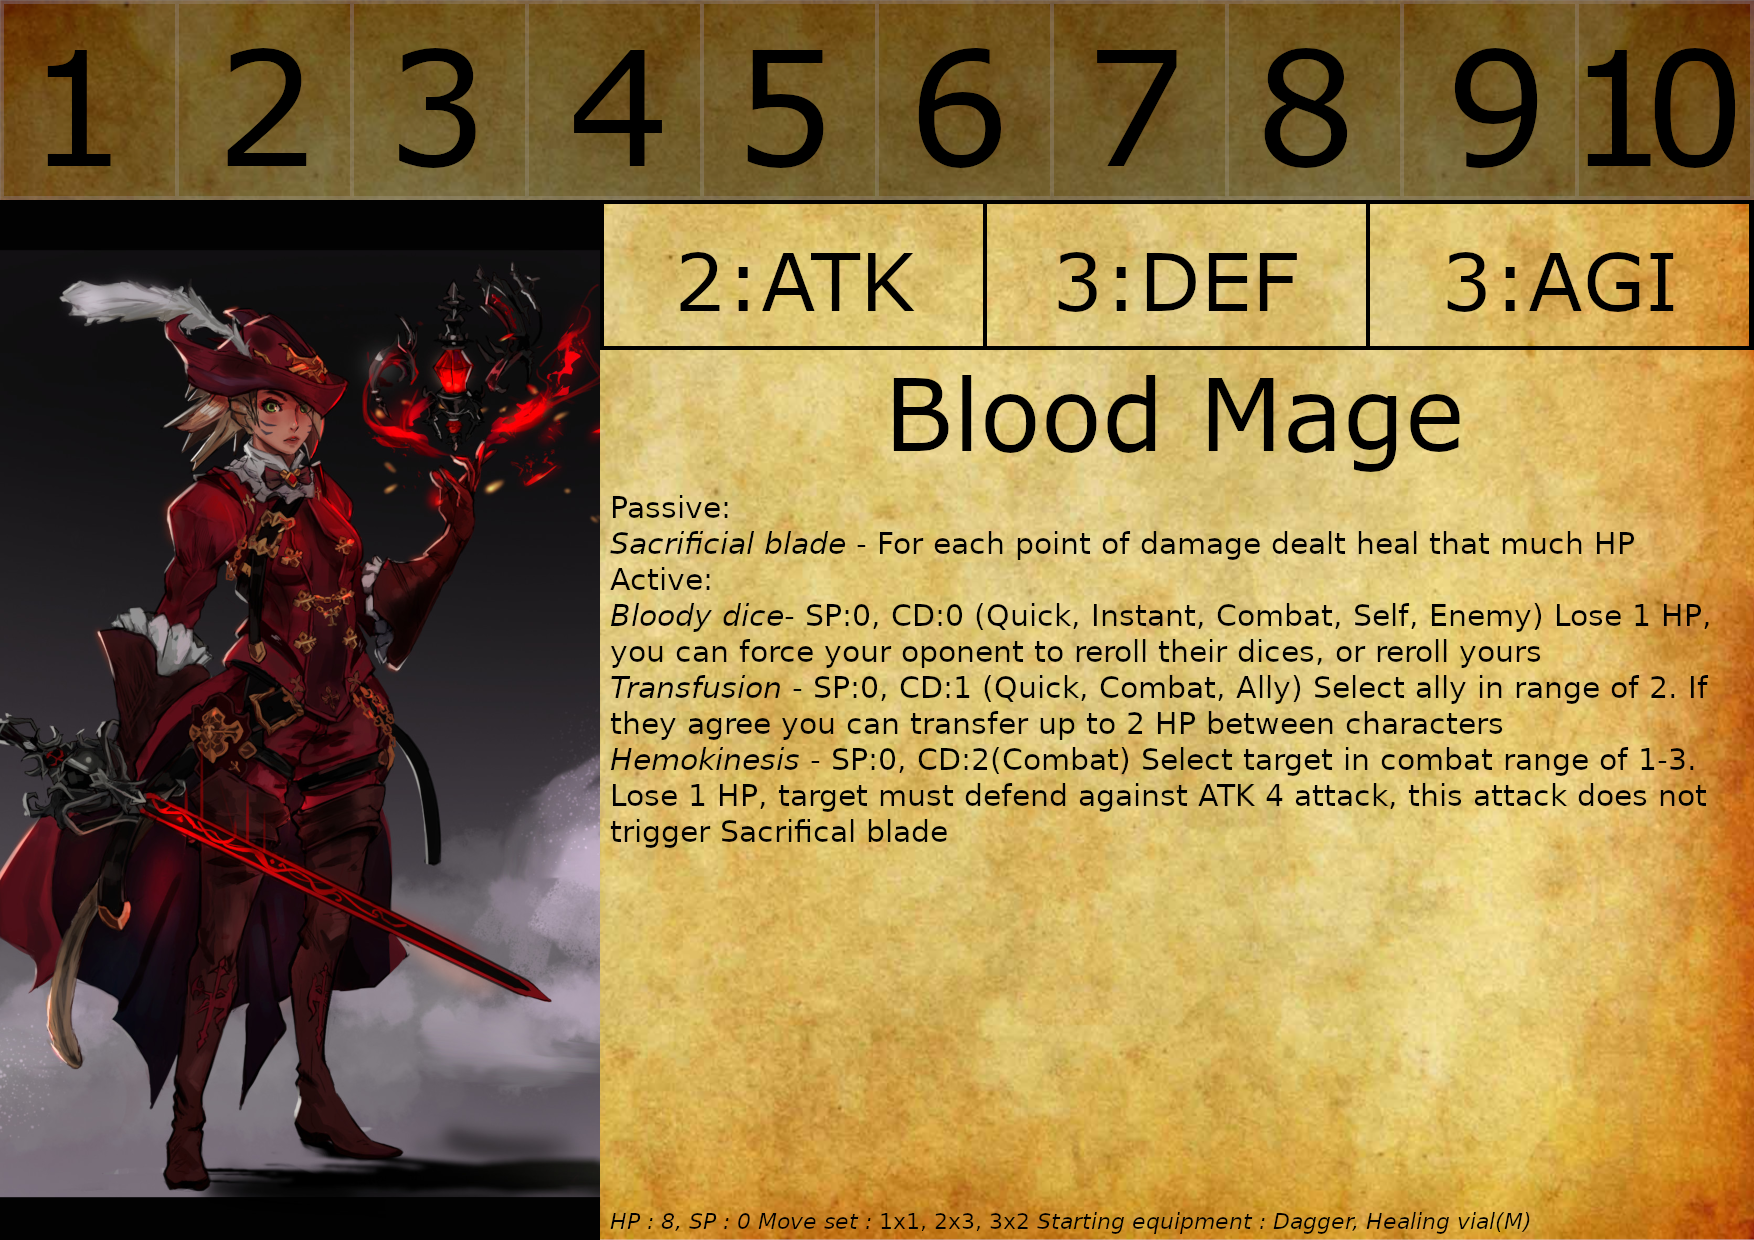 1 2 3 4 5 6 7 8 9 10
2:ATK 3:DEF 3:AGI
Blood Mage
Passive:
Sacrificial blade - For each point of damage dealt heal that much HP
Active:
Bloody dice- SP:0, CD:0 (Quick, Instant, Combat, Self, Enemy) Lose 1 HP,
you can force your oponent to reroll their dices, or reroll yours
Transfusion - SP:0, CD:1 (Quick, Combat, Ally) Select ally in range of 2. If
they agree you can transfer up to 2 HP between characters
Hemokinesis - SP:0, CD:2(Combat) Select target in combat range of 1-3.
Lose 1 HP, target must defend against ATK 4 attack, this attack does not
trigger Sacrifical blade
HP : 8, SP : 0 Move set : 1x1, 2x3, 3x2 Starting equipment : Dagger, Healing vial(M)